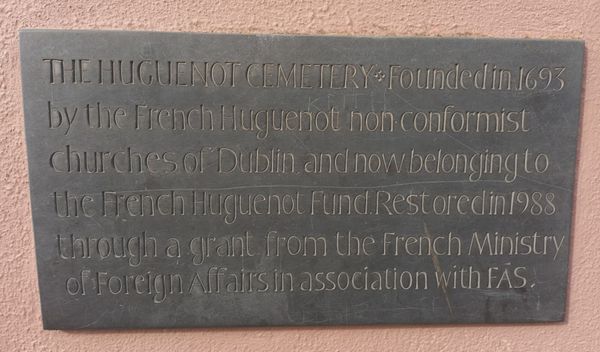 THE HUGUENOT CEMETERY Founded in 1693
by the French Huguenot non-conformist
churches of Dublin, and now belonging to
the French Huguenot Fund. Restored in 1988
through a grant from the French Ministry
of Foreign Affairs in association with FÁS.